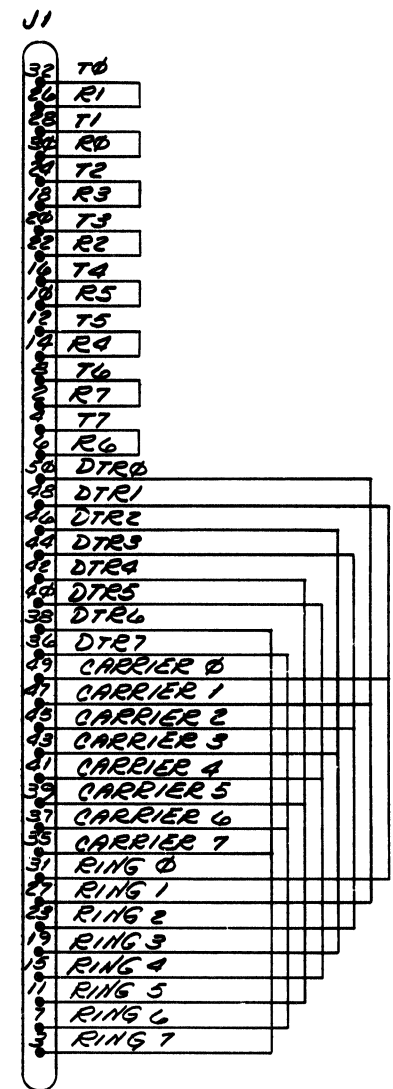 J1
32 TØ
26 R1
28 T1
30 RØ
24 T2
18 R3
20 T3
22 R2
16 T4
10 R5
12 T5
14 R4
8 T6
2 R7
4 T7
6 R6
50 DTRØ
48 DTR1
46 DTR2
44 DTR3
42 DTR4
40 DTR5
38 DTR6
36 DTR7
49 CARRIER Ø
47 CARRIER 1
45 CARRIER 2
43 CARRIER 3
41 CARRIER 4
39 CARRIER 5
37 CARRIER 6
35 CARRIER 7
31 RING Ø
27 RING 1
23 RING 2
19 RING 3
15 RING 4
11 RING 5
7 RING 6
3 RING 7